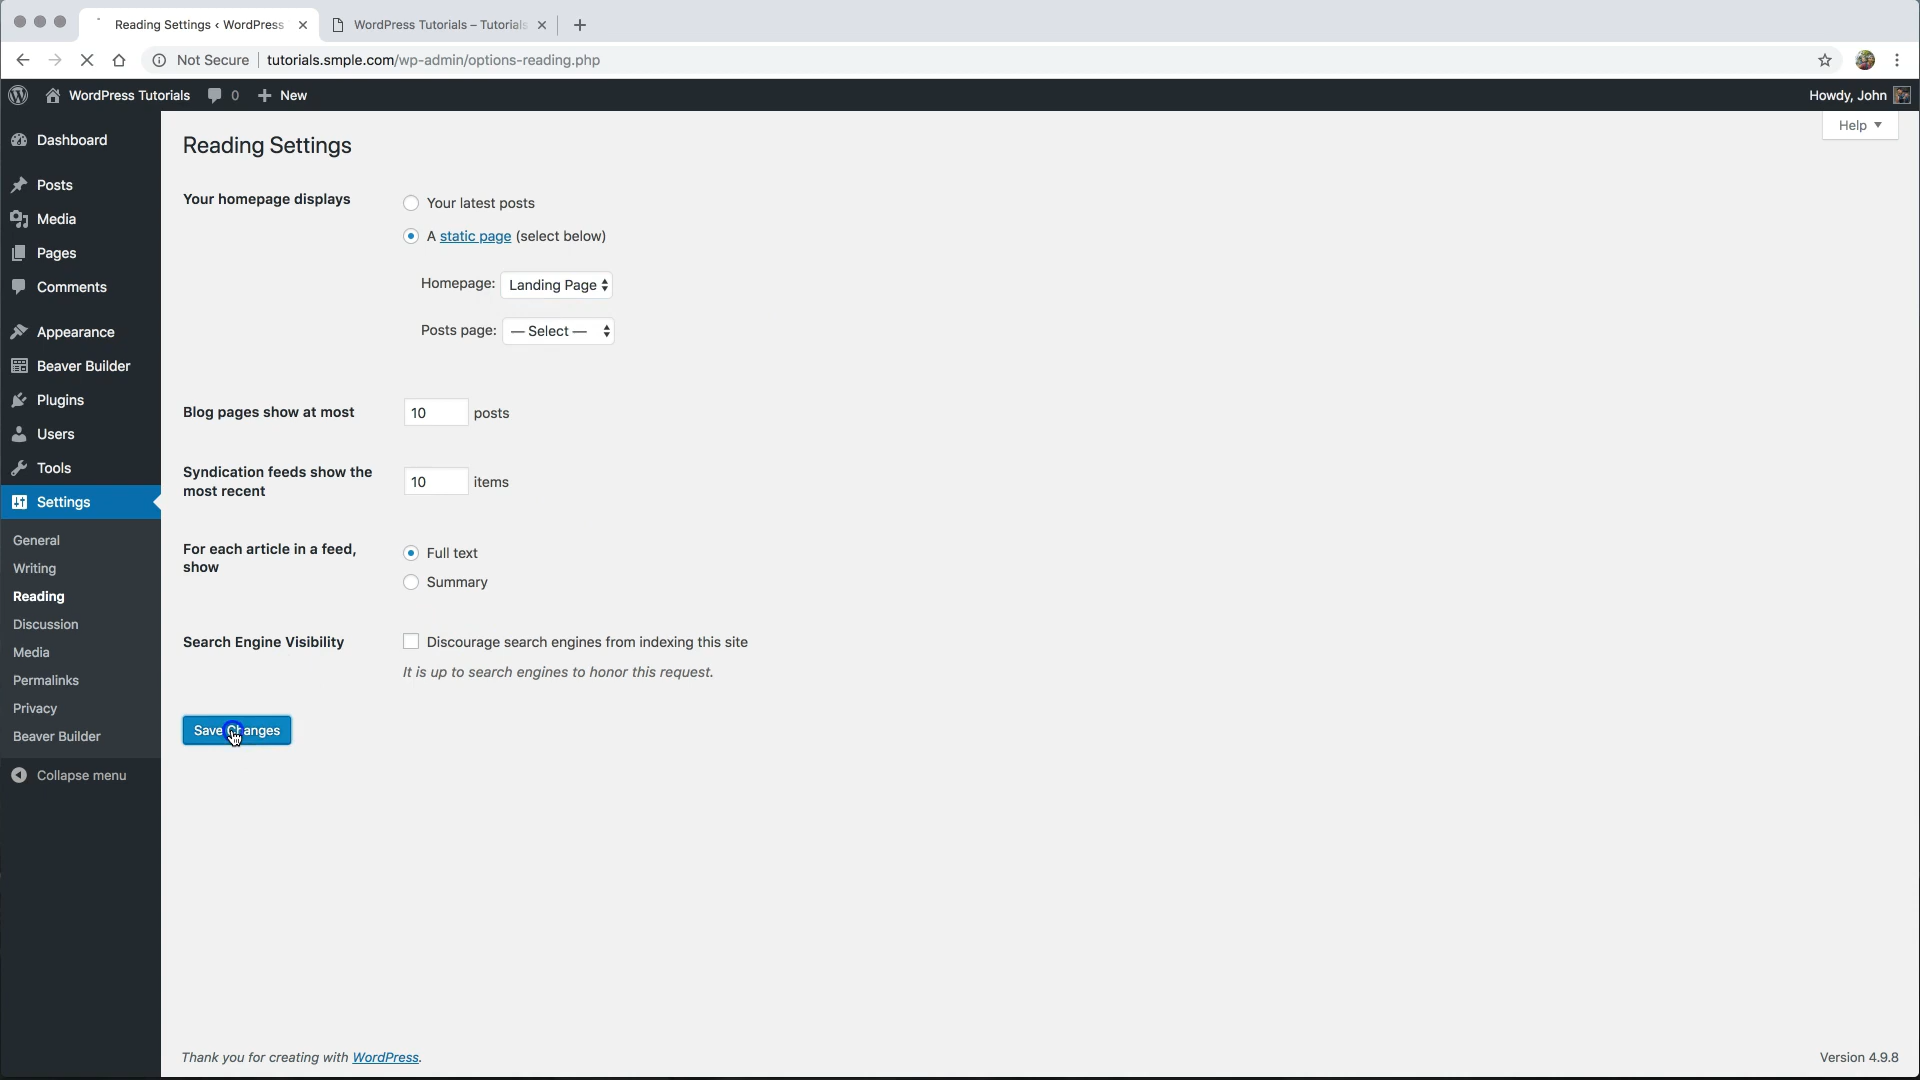 Reading Settings ‹ WordPress
WordPress Tutorials – Tutorials
Not Secure
tutorials.smple.com/wp-admin/options-reading.php
WordPress Tutorials
0
New
Howdy, John
Help
Dashboard
Posts
Media
Pages
Comments
Appearance
Beaver Builder
Plugins
Users
Tools
Settings
General
Writing
Reading
Discussion
Media
Permalinks
Privacy
Beaver Builder
Collapse menu
Reading Settings
Your homepage displays
Your latest posts
A static page (select below)
Homepage: Landing Page
Posts page: — Select —
Blog pages show at most
10 posts
Syndication feeds show the
most recent
10 items
For each article in a feed,
show
Full text
Summary
Search Engine Visibility
Discourage search engines from indexing this site
It is up to search engines to honor this request.
Save Changes
Thank you for creating with WordPress.
Version 4.9.8